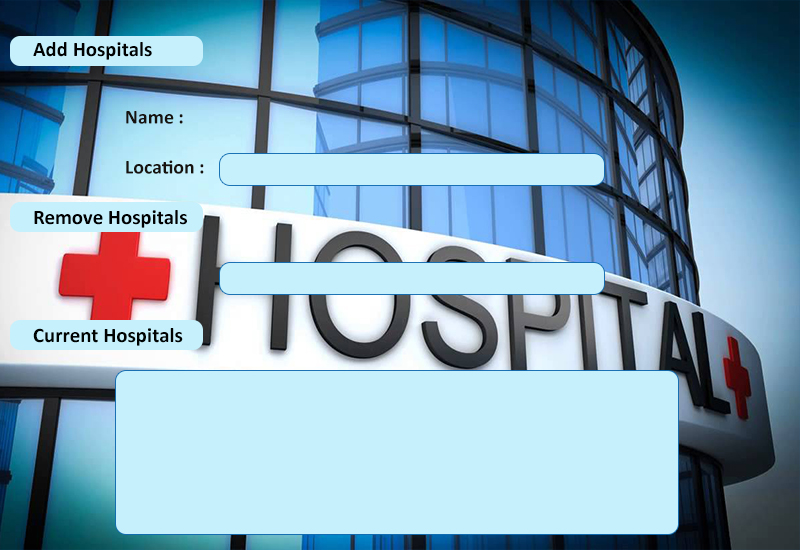 Add Hospitals
Name :
Location :
Remove Hospitals
HOSPITAL
Current Hospitals